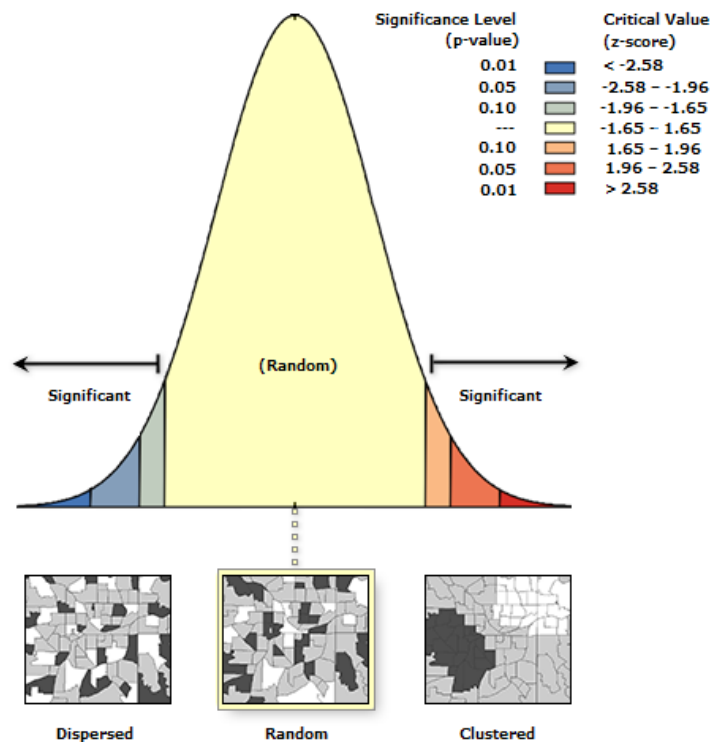 Significance Level (p-value)
Critical Value (z-score)
0.01 < -2.58
0.05 -2.58 – -1.96
0.10 -1.96 – -1.65
--- -1.65 - 1.65
0.10 1.65 – 1.96
0.05 1.96 – 2.58
0.01 > 2.58
(Random)
Significant
Significant
Dispersed
Random
Clustered